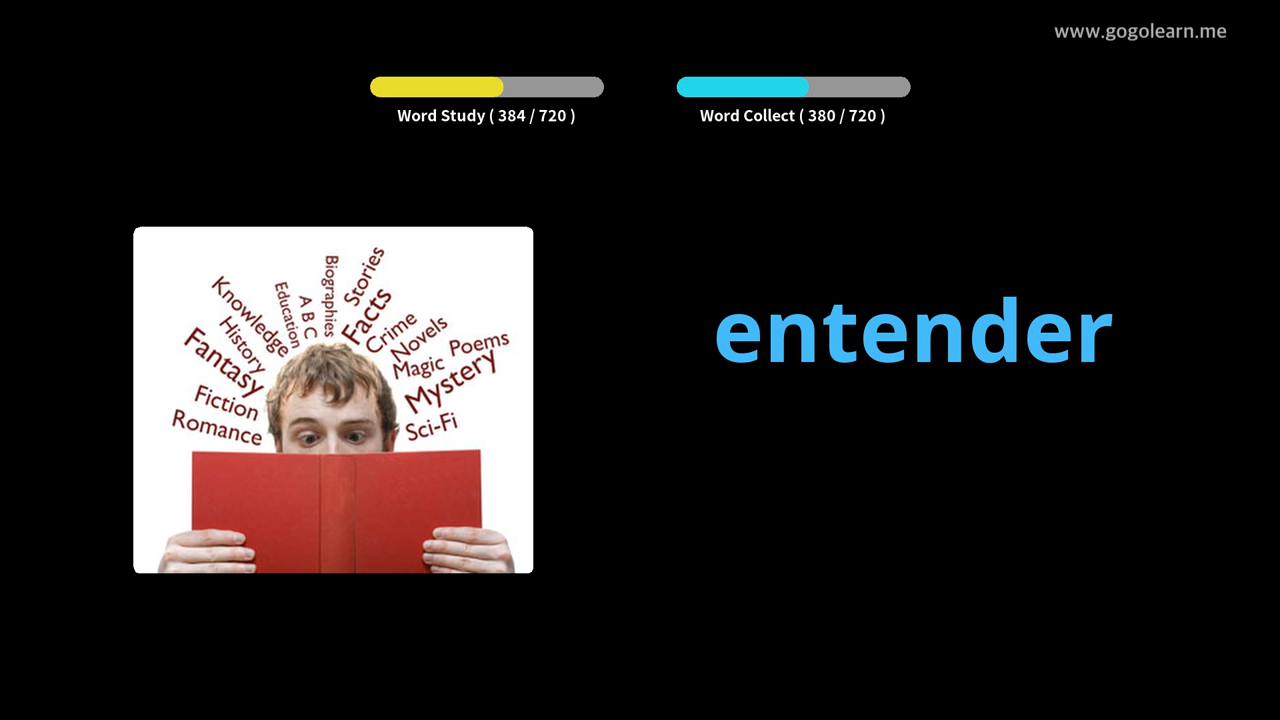 www.gogolearn.me
Word Study ( 384 / 720 )
Word Collect ( 380 / 720 )
Biographies
Stories
Education
A B C
Facts
Knowledge
Crime
History
Novels
Fantasy
Magic
Poems
Mystery
Fiction
Romance
Sci-Fi
entender